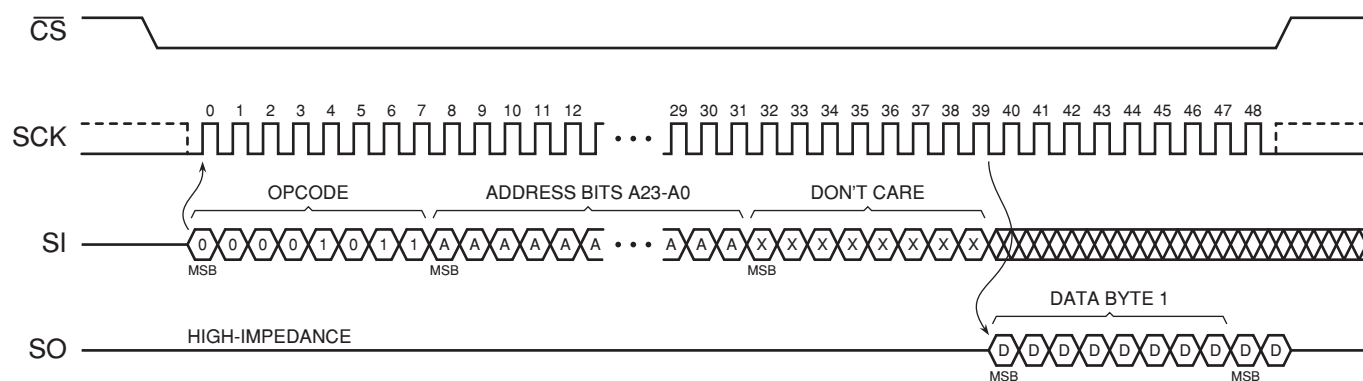 CS
SCK
0 1 2 3 4 5 6 7 8 9 10 11 12 29 30 31 32 33 34 35 36 37 38 39 40 41 42 43 44 45 46 47 48
OPCODE ADDRESS BITS A23-A0 DON'T CARE
SI 0 0 0 0 1 0 1 1 A A A A A A A A A X X X X X X X X
MSB MSB MSB
DATA BYTE 1
SO HIGH-IMPEDANCE D D D D D D D D D D
MSB MSB